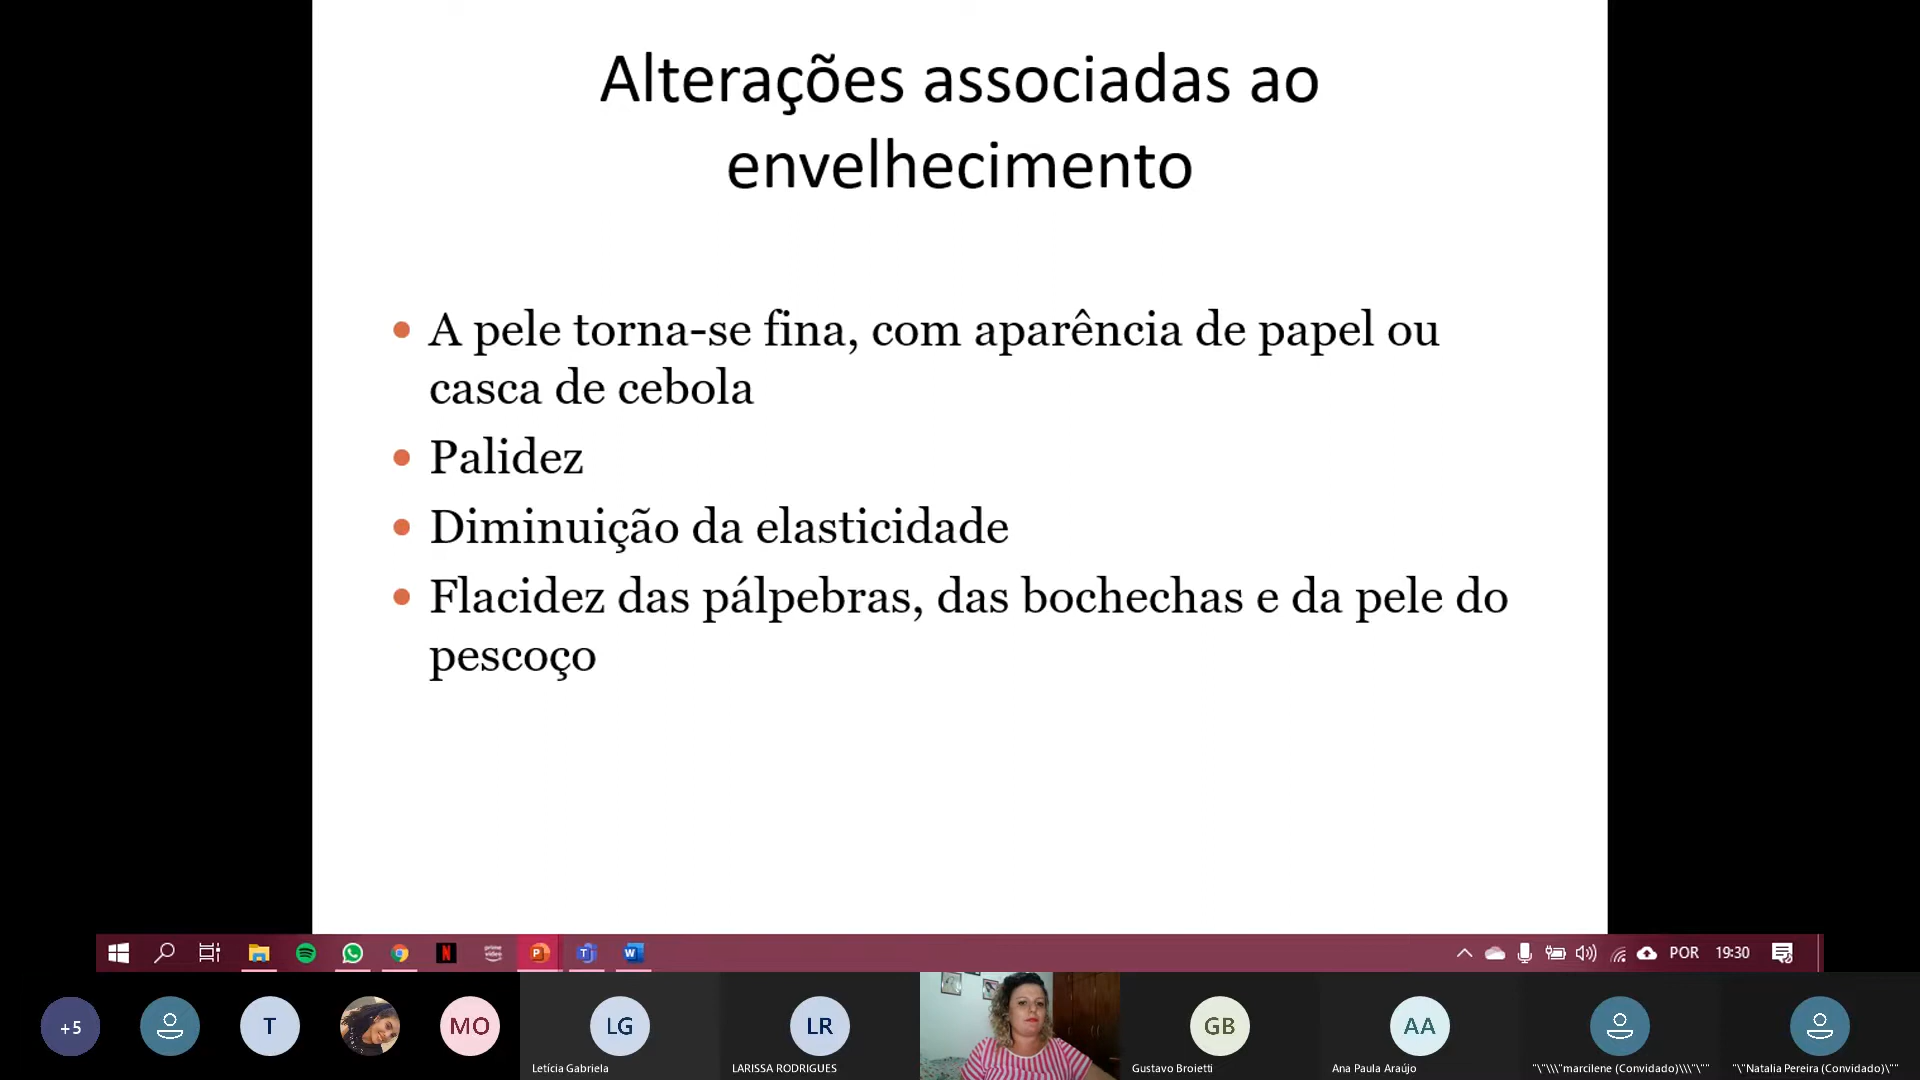 Alterações associadas ao
envelhecimento
A pele torna-se fina, com aparência de papel ou
casca de cebola
Palidez
Diminuição da elasticidade
Flacidez das pálpebras, das bochechas e da pele do
pescoço
prime video
POR 19:30
+5
T
MO
LG
LR
GB
AA
Letícia Gabriela
LARISSA RODRIGUES
Gustavo Broietti
Ana Paula Araújo
"\"\\\"marcilene (Convidado)\\\"\""
"\"Natalia Pereira (Convidado)\""